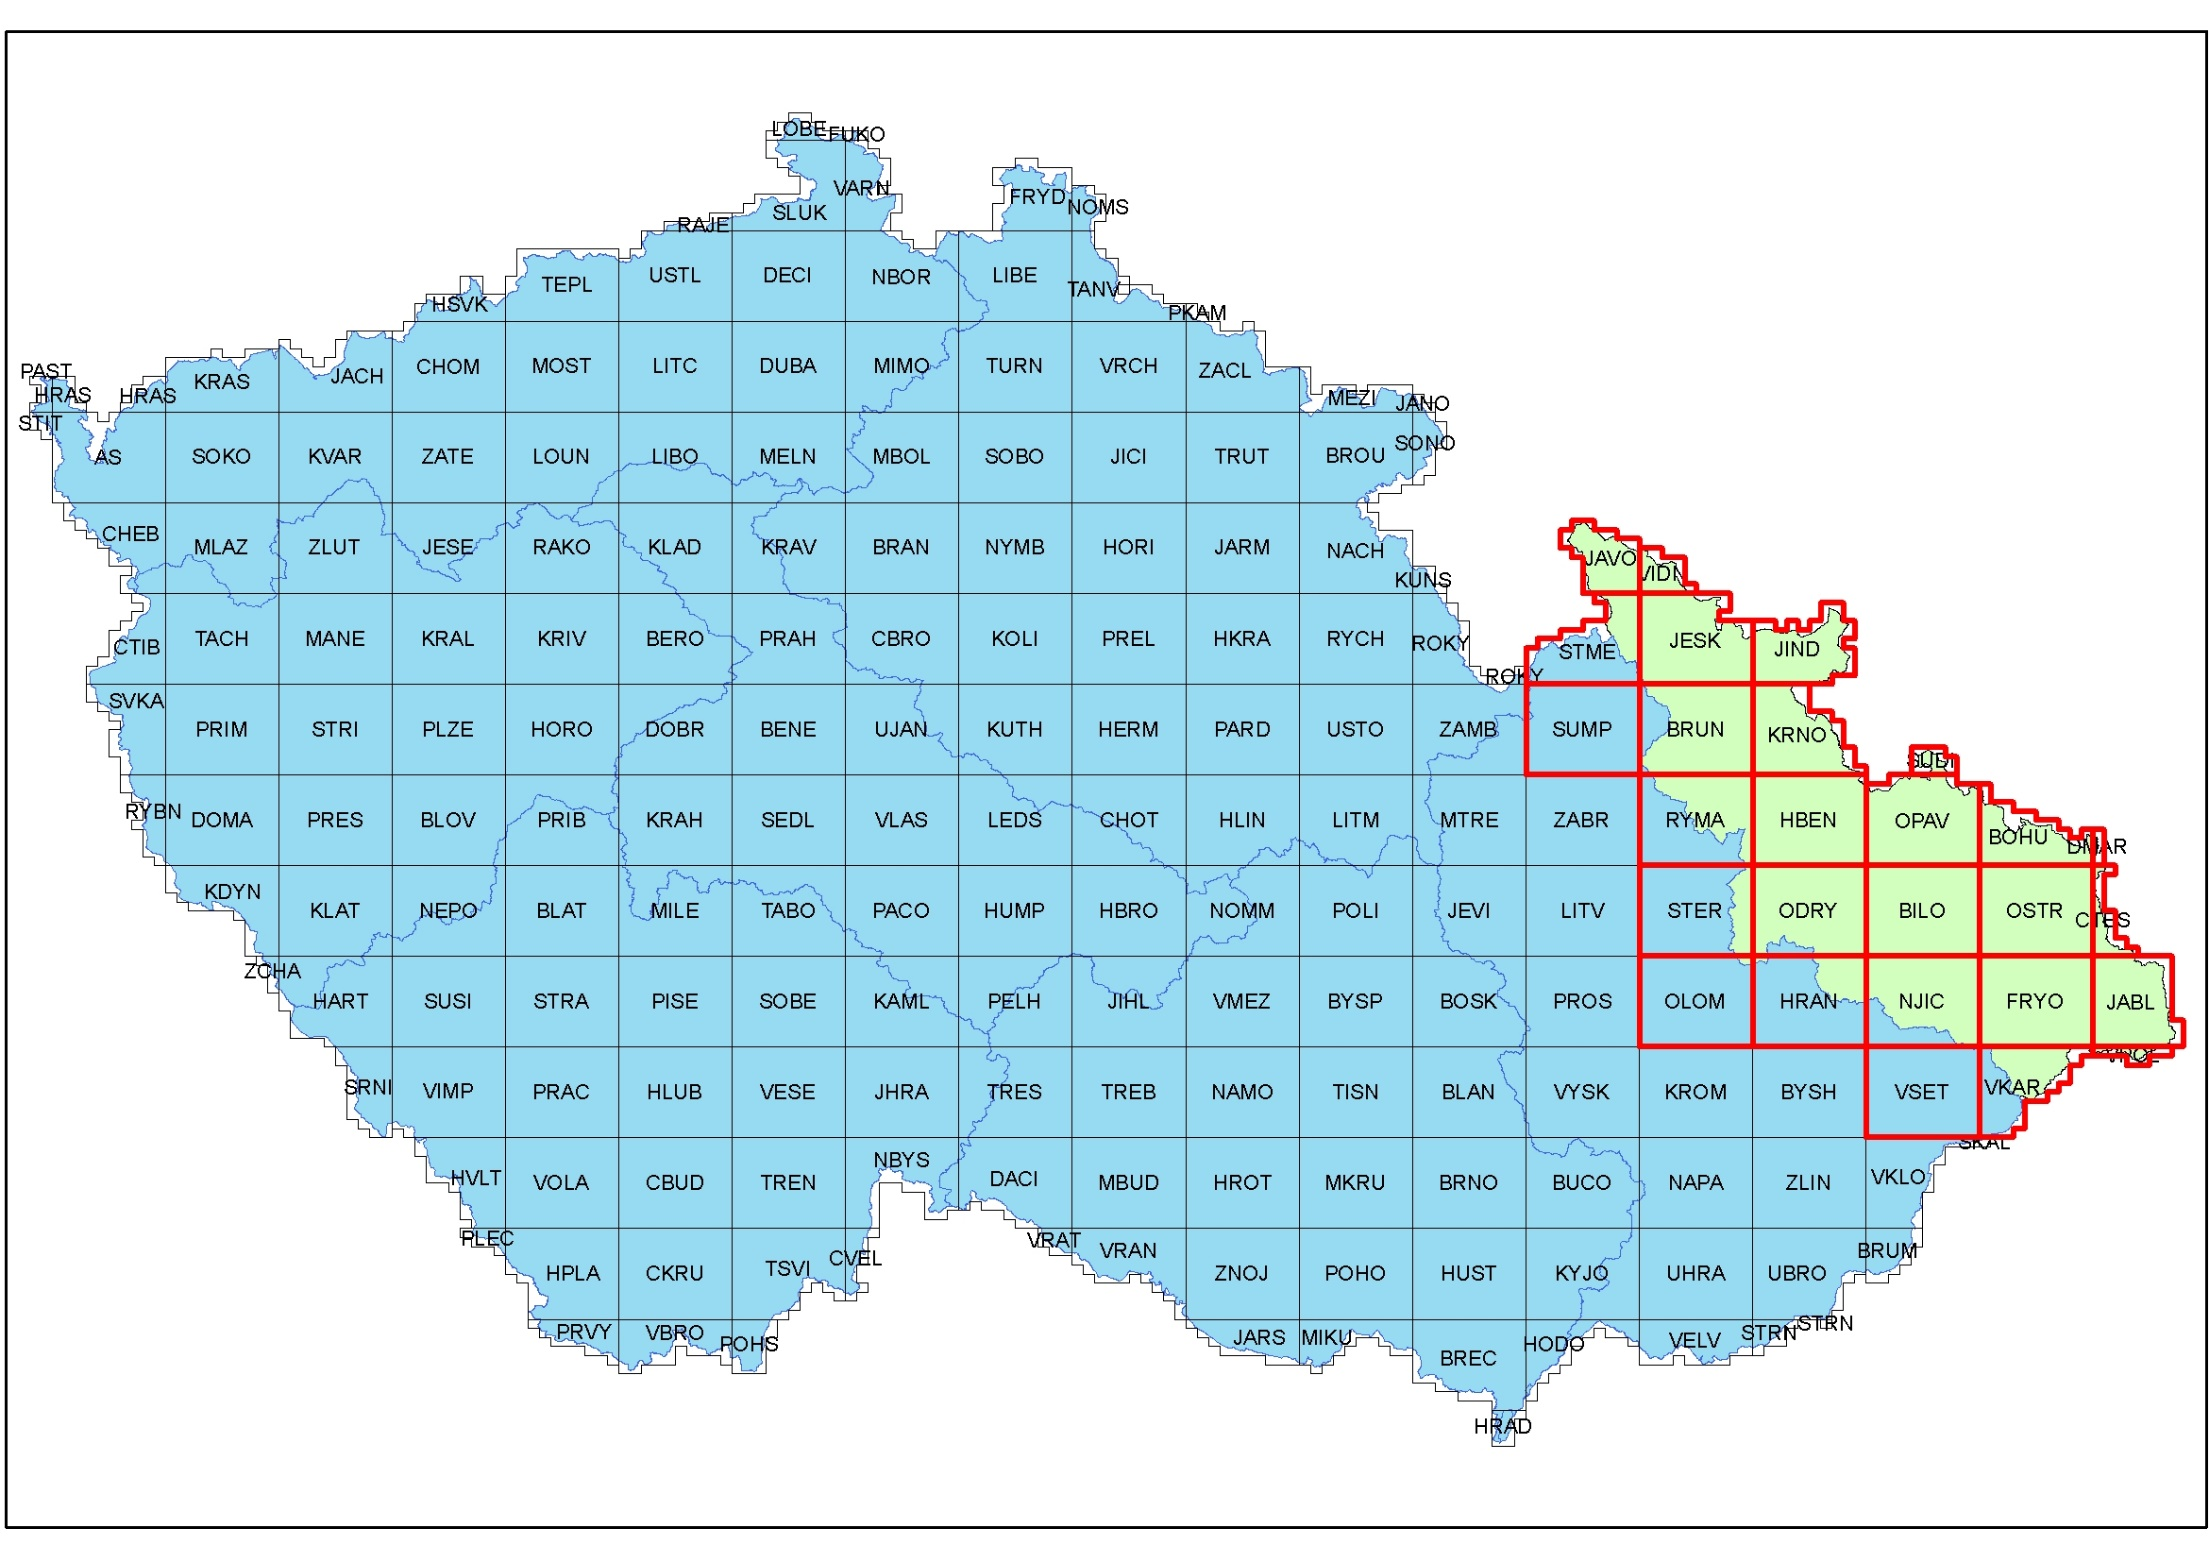 LOBE FUKO
VARN
FRYD
NOMS
SLUK
RAJE
TEPL USTL DECI NBOR LIBE TANV
HSVK
PKAM
PAST
HRAS HRAS KRAS JACH CHOM MOST LITC DUBA MIMO TURN VRCH ZACL
MEZI JANO
STIT
AS SOKO KVAR ZATE LOUN LIBO MELN MBOL SOBO JICI TRUT BROU SONO
CHEB MLAZ ZLUT JESE RAKO KLAD KRAV BRAN NYMB HORI JARM NACH JAVO VIDN
KUNS
CTIB TACH MANE KRAL KRIV BERO PRAH CBRO KOLI PREL HKRA RYCH ROKY STME JESK JIND
ROKY
SVKA PRIM STRI PLZE HORO DOBR BENE UJAN KUTH HERM PARD USTO ZAMB SUMP BRUN KRNO
SUDI
RYBN DOMA PRES BLOV PRIB KRAH SEDL VLAS LEDS CHOT HLIN LITM MTRE ZABR RYMA HBEN OPAV BOHU DMAR
KDYN KLAT NEPO BLAT MILE TABO PACO HUMP HBRO NOMM POLI JEVI LITV STER ODRY BILO OSTR CTES
ZCHA
HART SUSI STRA PISE SOBE KAML PELH JIHL VMEZ BYSP BOSK PROS OLOM HRAN NJIC FRYO JABL
SRNI VIMP PRAC HLUB VESE JHRA TRES TREB NAMO TISN BLAN VYSK KROM BYSH VSET VKAR
SKAL
HVLT VOLA CBUD TREN NBYS DACI MBUD HROT MKRU BRNO BUCO NAPA ZLIN VKLO
PLEC HPLA CKRU TSVI CVEL VRAT VRAN ZNOJ POHO HUST KYJO UHRA UBRO BRUM
PRVY VBRO POHS JARS MIKU BREC HODO VELV STRN STRN
HRAD